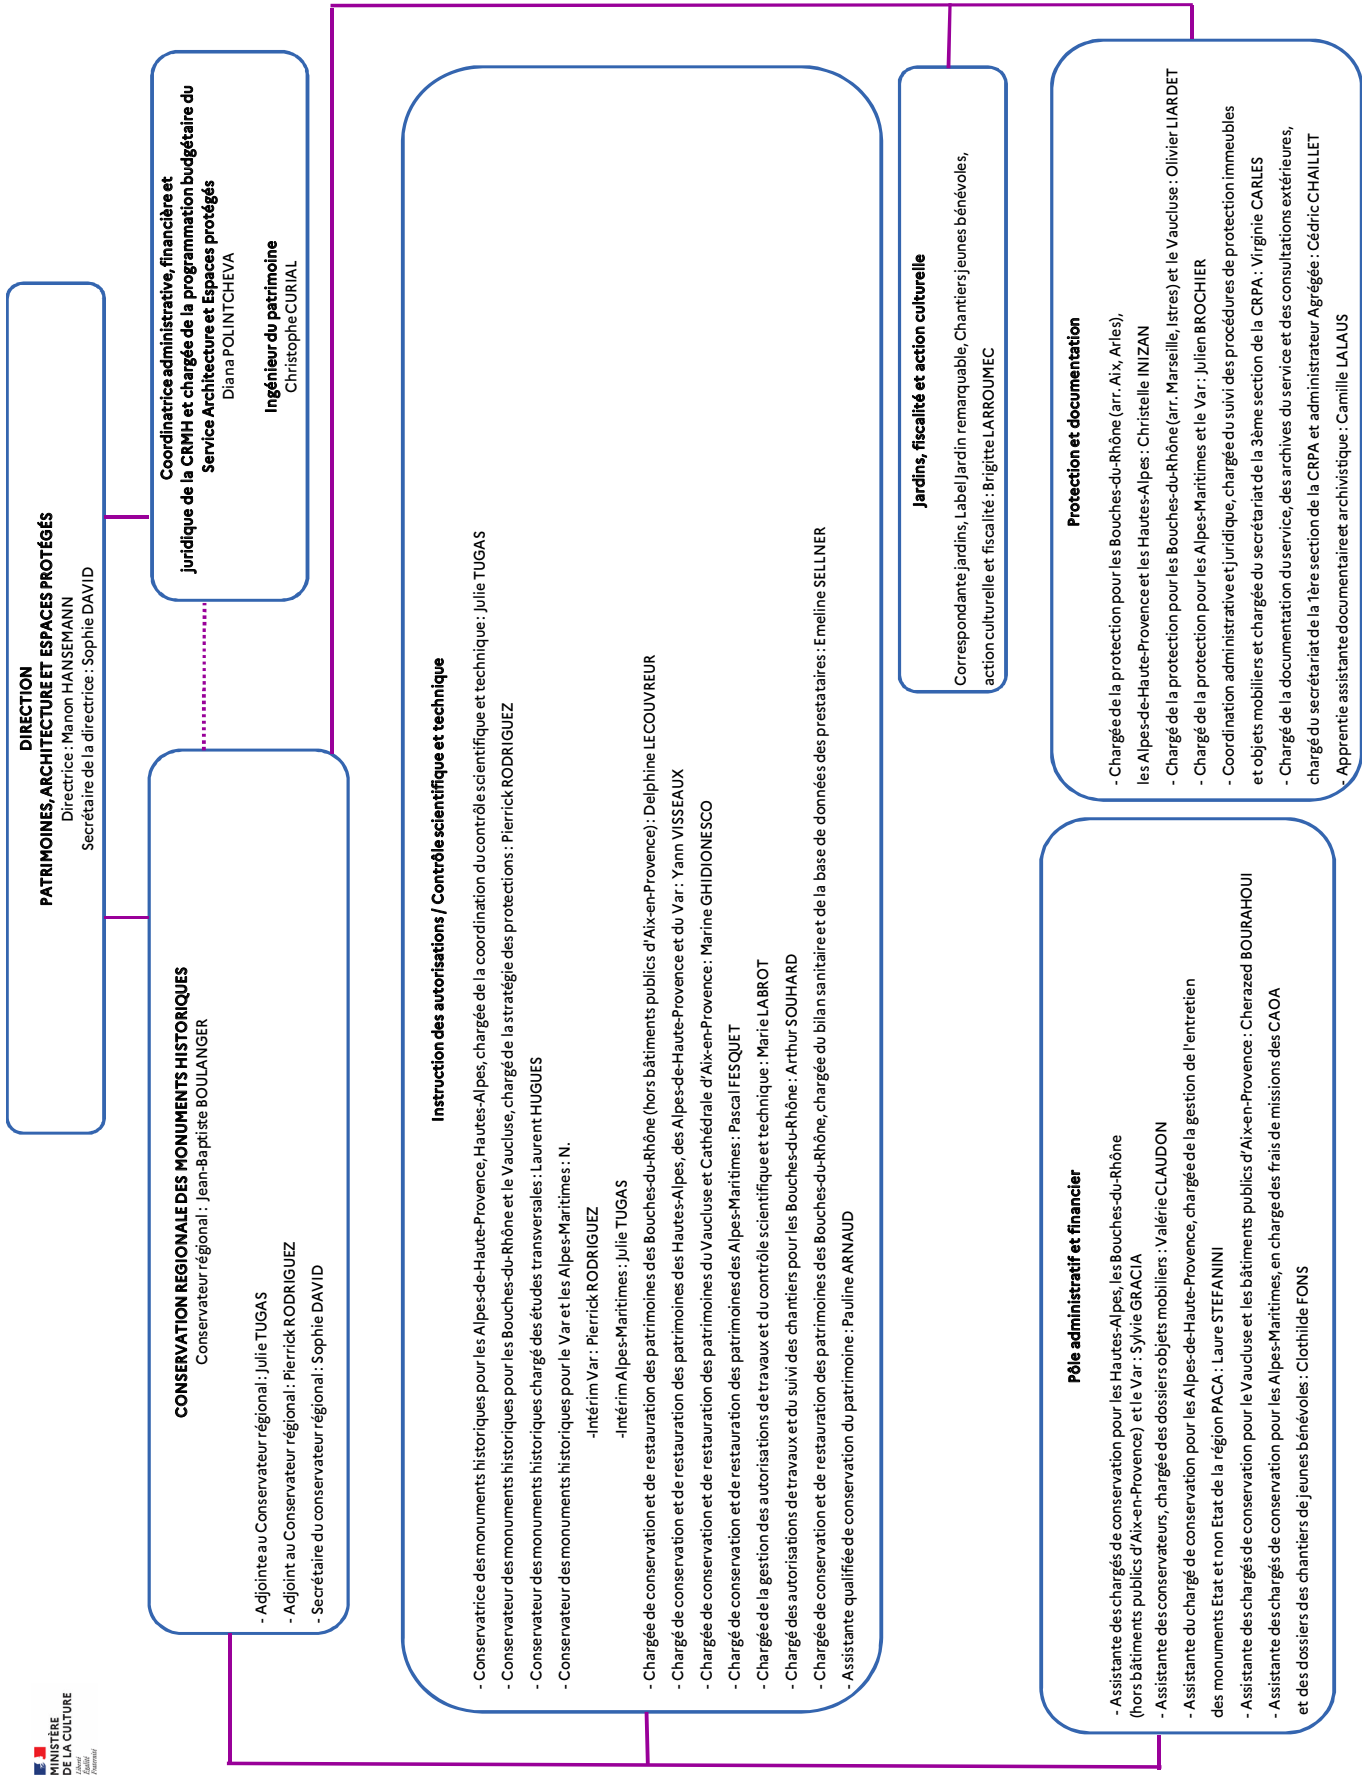 MINISTÈRE
DE LA CULTURE
Liberté
Égalité
Fraternité
DIRECTION
PATRIMOINES, ARCHITECTURE ET ESPACES PROTÉGÉS
Directrice : Manon HANSEMANN
Secrétaire de la directrice : Sophie DAVID
CONSERVATION REGIONALE DES MONUMENTS HISTORIQUES
Conservateur régional : Jean-Baptiste BOULANGER
- Adjointe au Conservateur régional : Julie TUGAS
- Adjoint au Conservateur régional : Pierrick RODRIGUEZ
- Secrétaire du conservateur régional : Sophie DAVID
Coordinatrice administrative, financière et
juridique de la CRMH et chargée de la programmation budgétaire du
Service Architecture et Espaces protégés
Diana POLINTCHEVA
Ingénieur du patrimoine
Christophe CURIAL
Instruction des autorisations / Contrôle scientifique et technique
- Conservatrice des monuments historiques pour les Alpes-de-Haute-Provence, Hautes-Alpes, chargée de la coordination du contrôle scientifique et technique : Julie TUGAS
- Conservateur des monuments historiques pour les Bouches-du-Rhône et le Vaucluse, chargé de la stratégie des protections : Pierrick RODRIGUEZ
- Conservateur des monuments historiques chargé des études transversales : Laurent HUGUES
- Conservateur des monuments historiques pour le Var et les Alpes-Maritimes : N.
-Intérim Var : Pierrick RODRIGUEZ
-Intérim Alpes-Maritimes : Julie TUGAS
- Chargée de conservation et de restauration des patrimoines des Bouches-du-Rhône (hors bâtiments publics d'Aix-en-Provence) : Delphine LECOUVREUR
- Chargé de conservation et de restauration des patrimoines des Hautes-Alpes, des Alpes-de-Haute-Provence et du Var : Yann VISSEAUX
- Chargée de conservation et de restauration des patrimoines du Vaucluse et Cathédrale d'Aix-en-Provence : Marine GHIDIONESCO
- Chargé de conservation et de restauration des patrimoines des Alpes-Maritimes : Pascal FESQUET
- Chargée de la gestion des autorisations de travaux et du contrôle scientifique et technique : Marie LABROT
- Chargé des autorisations de travaux et du suivi des chantiers pour les Bouches-du-Rhône : Arthur SOUHARD
- Chargée de conservation et de restauration des patrimoines des Bouches-du-Rhône, chargée du bilan sanitaire et de la base de données des prestataires : Emeline SELLNER
- Assistante qualifiée de conservation du patrimoine : Pauline ARNAUD
Jardins, fiscalité et action culturelle
Correspondante jardins, Label Jardin remarquable, Chantiers jeunes bénévoles,
action culturelle et fiscalité : Brigitte LARROUMEC
Pôle administratif et financier
- Assistante des chargés de conservation pour les Hautes-Alpes, les Bouches-du-Rhône
(hors bâtiments publics d'Aix-en-Provence) et le Var : Sylvie GRACIA
- Assistante des conservateurs, chargée des dossiers objets mobiliers : Valérie CLAUDON
- Assistante du chargé de conservation pour les Alpes-de-Haute-Provence, chargée de la gestion de l'entretien
des monuments Etat et non Etat de la région PACA : Laure STEFANINI
- Assistante des chargés de conservation pour le Vaucluse et les bâtiments publics d'Aix-en-Provence : Cherazed BOURAHOUI
- Assistante des chargés de conservation pour les Alpes-Maritimes, en charge des frais de missions des CAOA
et des dossiers des chantiers de jeunes bénévoles : Clothilde FONS
Protection et documentation
- Chargée de la protection pour les Bouches-du-Rhône (arr. Aix, Arles),
les Alpes-de-Haute-Provence et les Hautes-Alpes : Christelle INIZAN
- Chargé de la protection pour les Bouches-du-Rhône (arr. Marseille, Istres) et le Vaucluse : Olivier LIARDET
- Chargé de la protection pour les Alpes-Maritimes et le Var : Julien BROCHIER
- Coordination administrative et juridique, chargée du suivi des procédures de protection immeubles
et objets mobiliers et chargée du secrétariat de la 3ème section de la CRPA : Virginie CARLES
- Chargé de la documentation du service, des archives du service et des consultations extérieures,
chargé du secrétariat de la 1ère section de la CRPA et administrateur Agrégée : Cédric CHAILLET
- Apprentie assistante documentaire et archivistique : Camille LALAUS